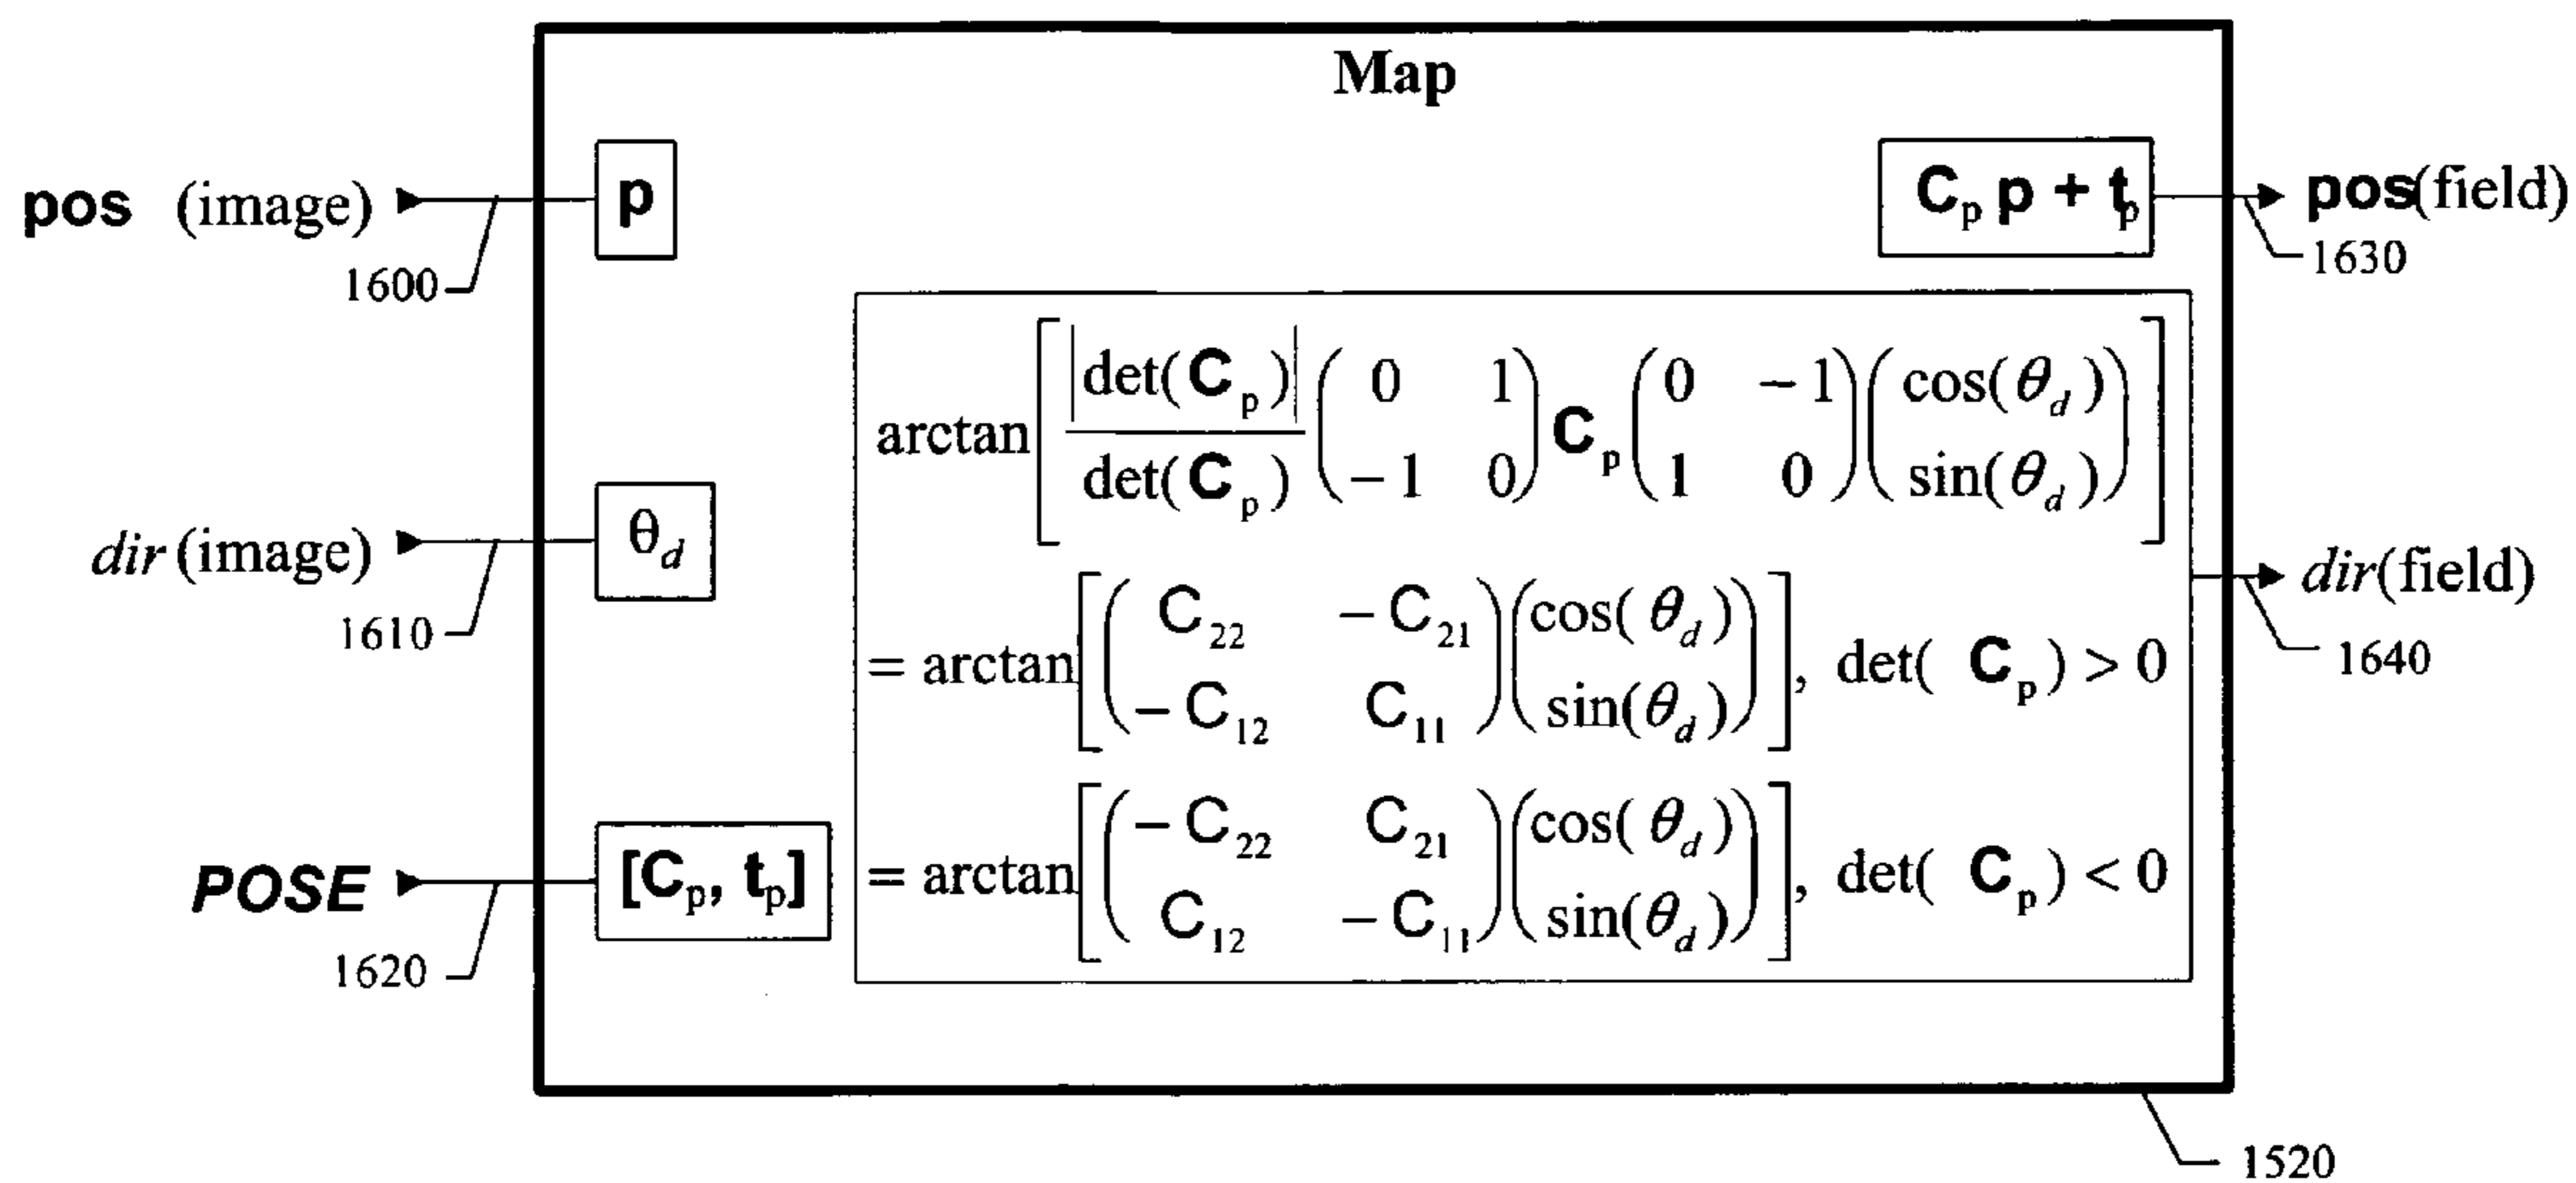 Map
pos (image)
1600
p
C_p p + t_p
pos(field)
1630
dir (image)
1610
θ_d
arctan[ |det(C_p)| / det(C_p) ( 0 1 ; -1 0 ) C_p ( 0 -1 ; 1 0 ) ( cos(θ_d) ; sin(θ_d) ) ]
= arctan[ ( C_22 -C_21 ; -C_12 C_11 ) ( cos(θ_d) ; sin(θ_d) ) ], det( C_p ) > 0
= arctan[ ( -C_22 C_21 ; C_12 -C_11 ) ( cos(θ_d) ; sin(θ_d) ) ], det( C_p ) < 0
dir(field)
1640
POSE
1620
[C_p, t_p]
1520